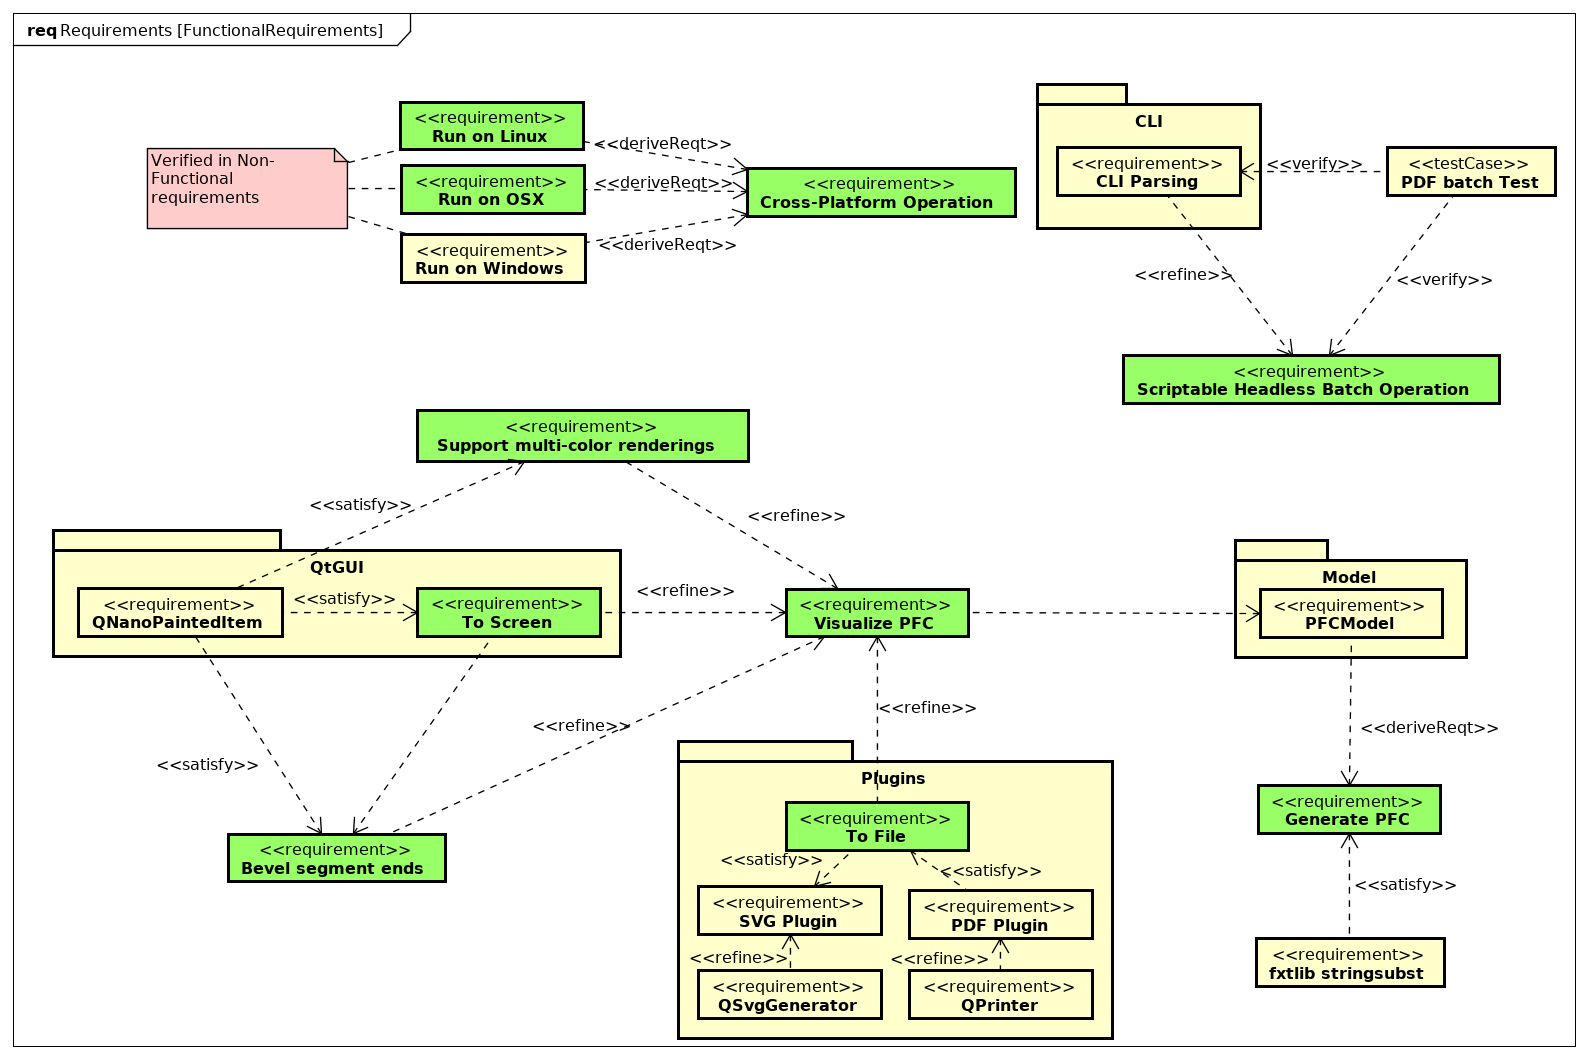 req Requirements [FunctionalRequirements]
Verified in Non-
Functional
requirements
<<requirement>>
Run on Linux
<<requirement>>
Run on OSX
<<requirement>>
Run on Windows
<<deriveReqt>>
<<deriveReqt>>
<<deriveReqt>>
<<requirement>>
Cross-Platform Operation
CLI
<<requirement>>
CLI Parsing
<<verify>>
<<testCase>>
PDF batch Test
<<refine>>
<<verify>>
<<requirement>>
Scriptable Headless Batch Operation
<<requirement>>
Support multi-color renderings
<<satisfy>>
<<refine>>
QtGUI
<<requirement>>
QNanoPaintedItem
<<satisfy>>
<<requirement>>
To Screen
<<refine>>
<<requirement>>
Visualize PFC
Model
<<requirement>>
PFCModel
<<satisfy>>
<<refine>>
<<refine>>
<<deriveReqt>>
<<requirement>>
Bevel segment ends
Plugins
<<requirement>>
To File
<<satisfy>>
<<satisfy>>
<<requirement>>
SVG Plugin
<<requirement>>
PDF Plugin
<<refine>>
<<refine>>
<<requirement>>
QSvgGenerator
<<requirement>>
QPrinter
<<requirement>>
Generate PFC
<<satisfy>>
<<requirement>>
fxtlib stringsubst